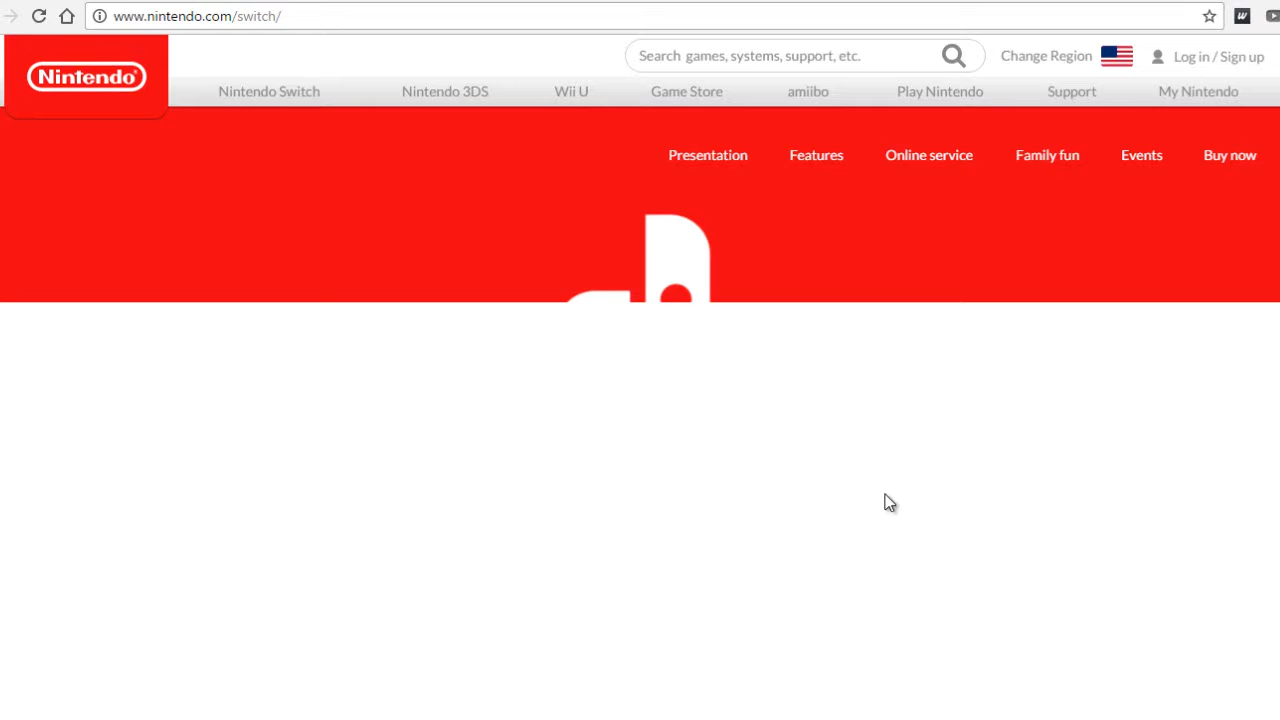 www.nintendo.com/switch/
Nintendo
Search games, systems, support, etc.
Change Region
Log in / Sign up
Nintendo Switch
Nintendo 3DS
Wii U
Game Store
amiibo
Play Nintendo
Support
My Nintendo
Presentation
Features
Online service
Family fun
Events
Buy now